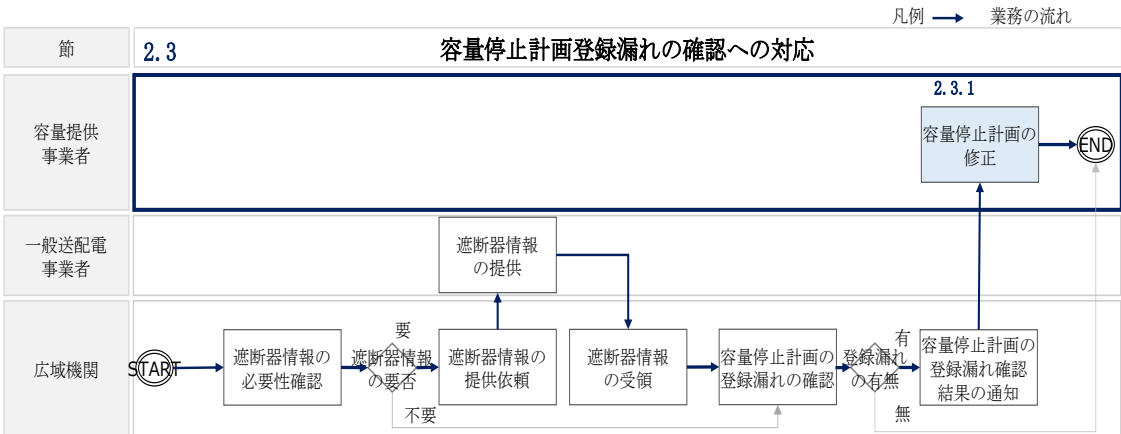 凡例 業務の流れ
節
2.3 容量停止計画登録漏れの確認への対応
容量提供
事業者
2.3.1
容量停止計画の
修正
END
一般送配電
事業者
遮断器情報
の提供
広域機関
START
遮断器情報の
必要性確認
遮断器情報
の要否
要
不要
遮断器情報の
提供依頼
遮断器情報
の受領
容量停止計画の
登録漏れの確認
登録漏れ
の有無
有
無
容量停止計画の
登録漏れ確認
結果の通知